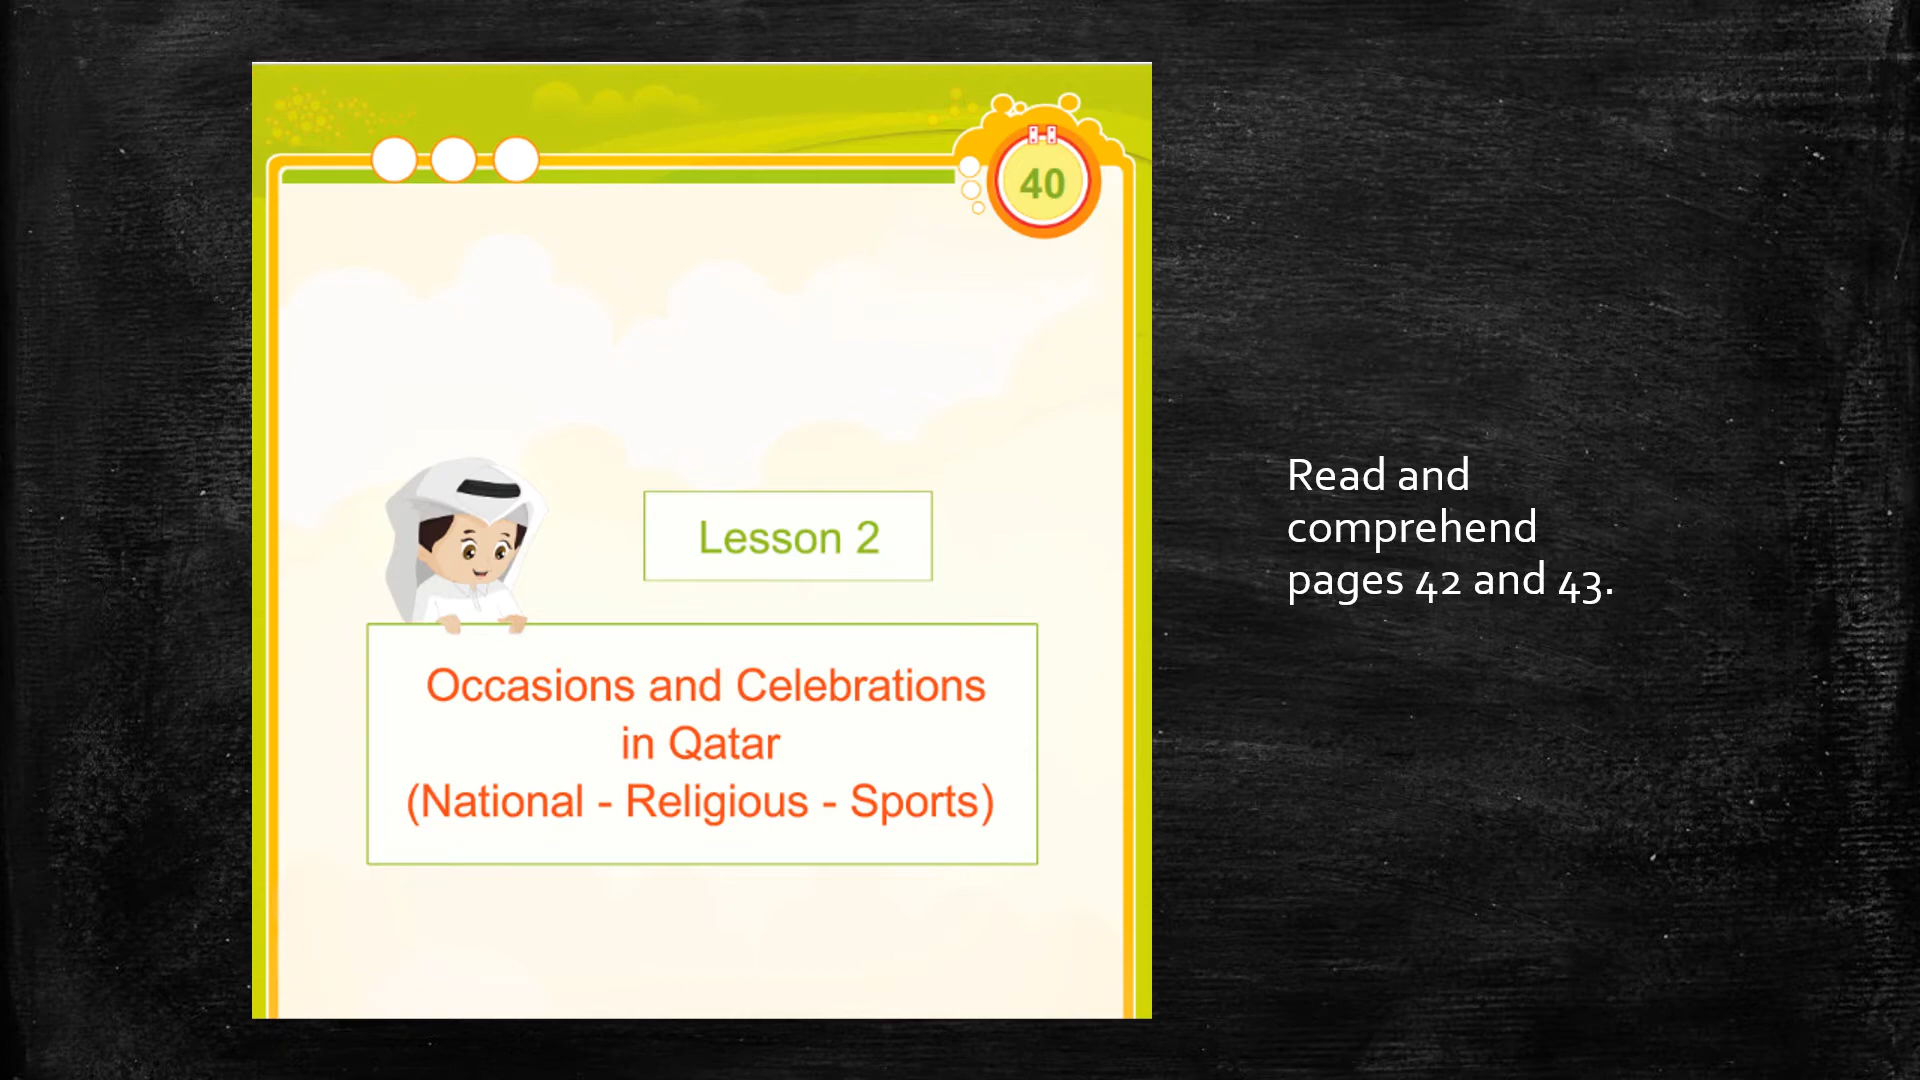 40
Lesson 2
Occasions and Celebrations
in Qatar
(National - Religious - Sports)
Read and
comprehend
pages 42 and 43.